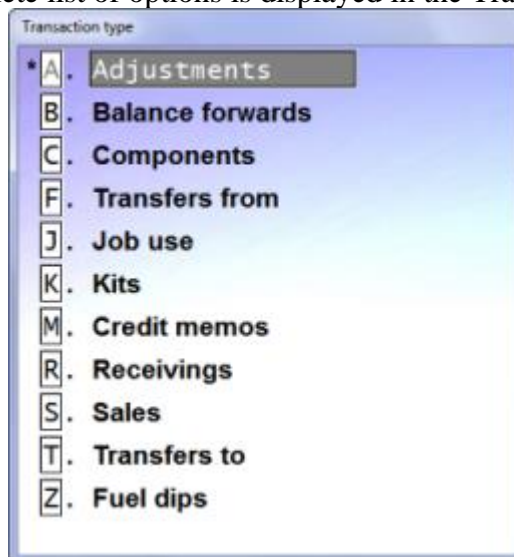 Transaction type
*A. Adjustments
B. Balance forwards
C. Components
F. Transfers from
J. Job use
K. Kits
M. Credit memos
R. Receivings
S. Sales
T. Transfers to
Z. Fuel dips